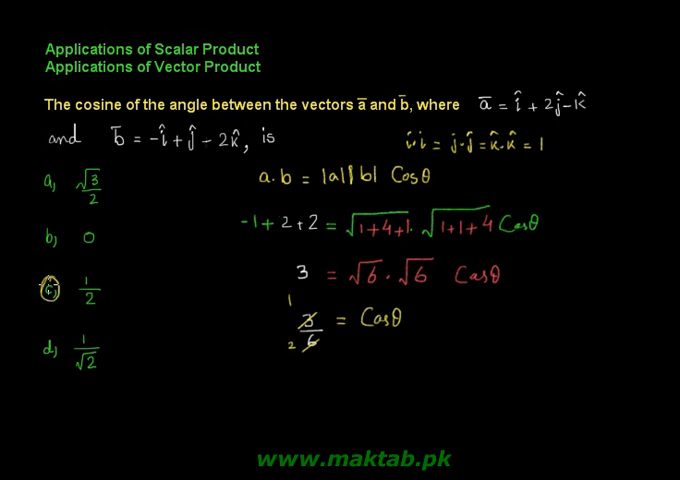 Applications of Scalar Product
Applications of Vector Product
The cosine of the angle between the vectors a̅ and b̅, where a̅ = î + 2ĵ - k̂
and b̅ = -î + ĵ - 2k̂, is
î·i = j·ĵ = k̂·k̂ = 1
a, √3/2
b) 0
c, 1/2
d) 1/√2
a.b = |a||b| Cosθ
-1 + 2 + 2 = √1+4+1 . √1+1+4 Cosθ
3 = √6 . √6 Cosθ
1
3/6 = Cosθ
2
www.maktab.pk